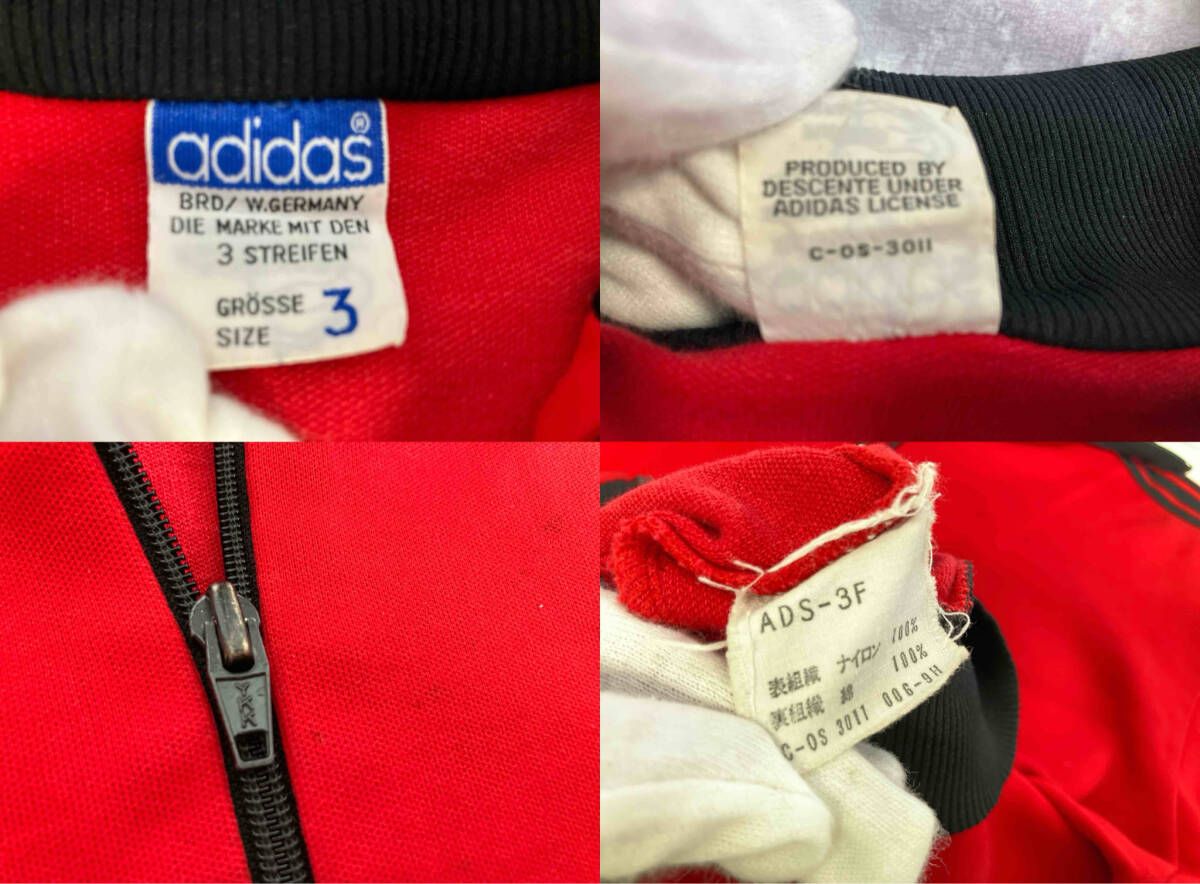 adidas®
BRD/ W.GERMANY
DIE MARKE MIT DEN
3 STREIFEN
GRÖSSE
SIZE 3
PRODUCED BY
DESCENTE UNDER
ADIDAS LICENSE
C-OS-3011
YKK
ADS-3F
表組織 ナイロン 100%
裏組織 綿 100%
C-OS 3011 006-9H